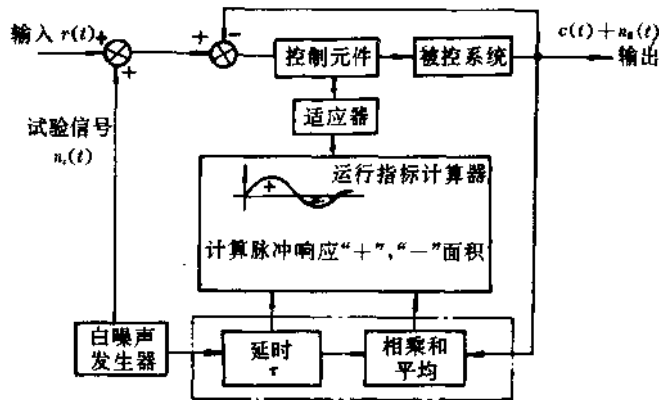 输入 r(t)
+
+
+
−
控制元件
被控系统
c(t)+n₀(t)
输出
试验信号
适应器
运行指标计算器
+
计算脉冲响应“+”,“—”面积
白噪声
发生器
延时
τ
相乘和
平均